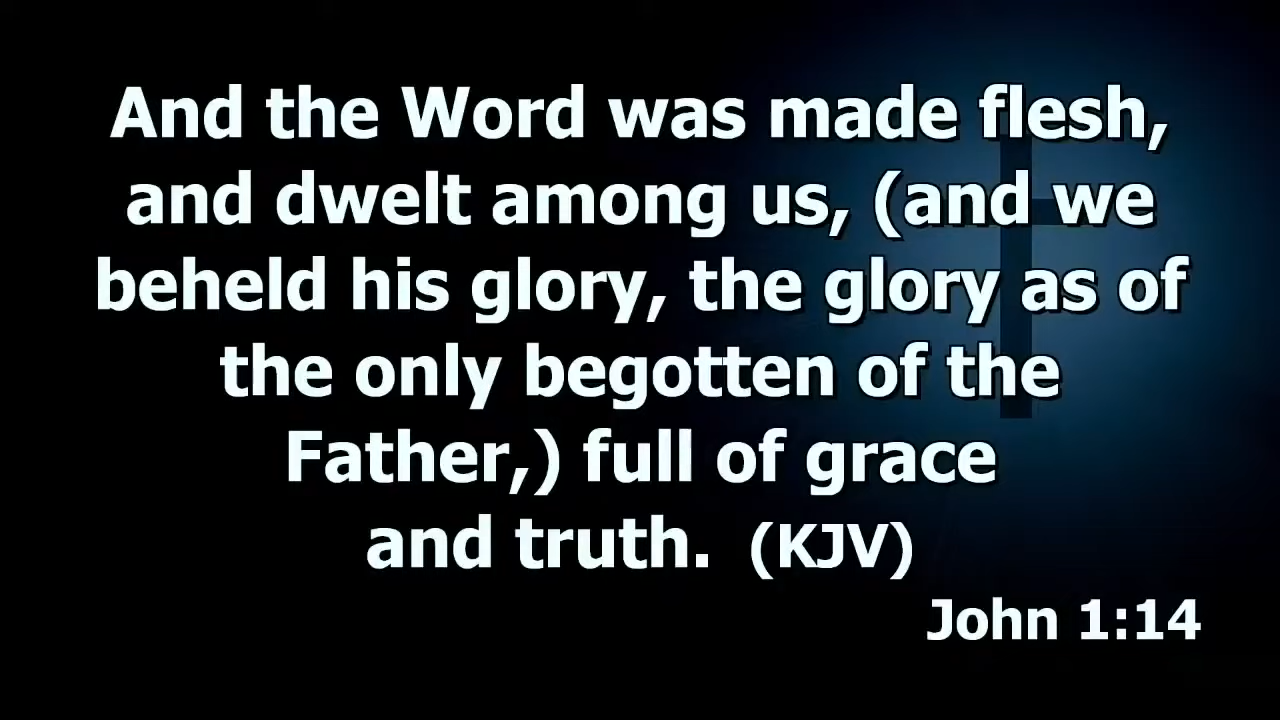 And the Word was made flesh,
and dwelt among us, (and we
beheld his glory, the glory as of
the only begotten of the
Father,) full of grace
and truth. (KJV)
John 1:14